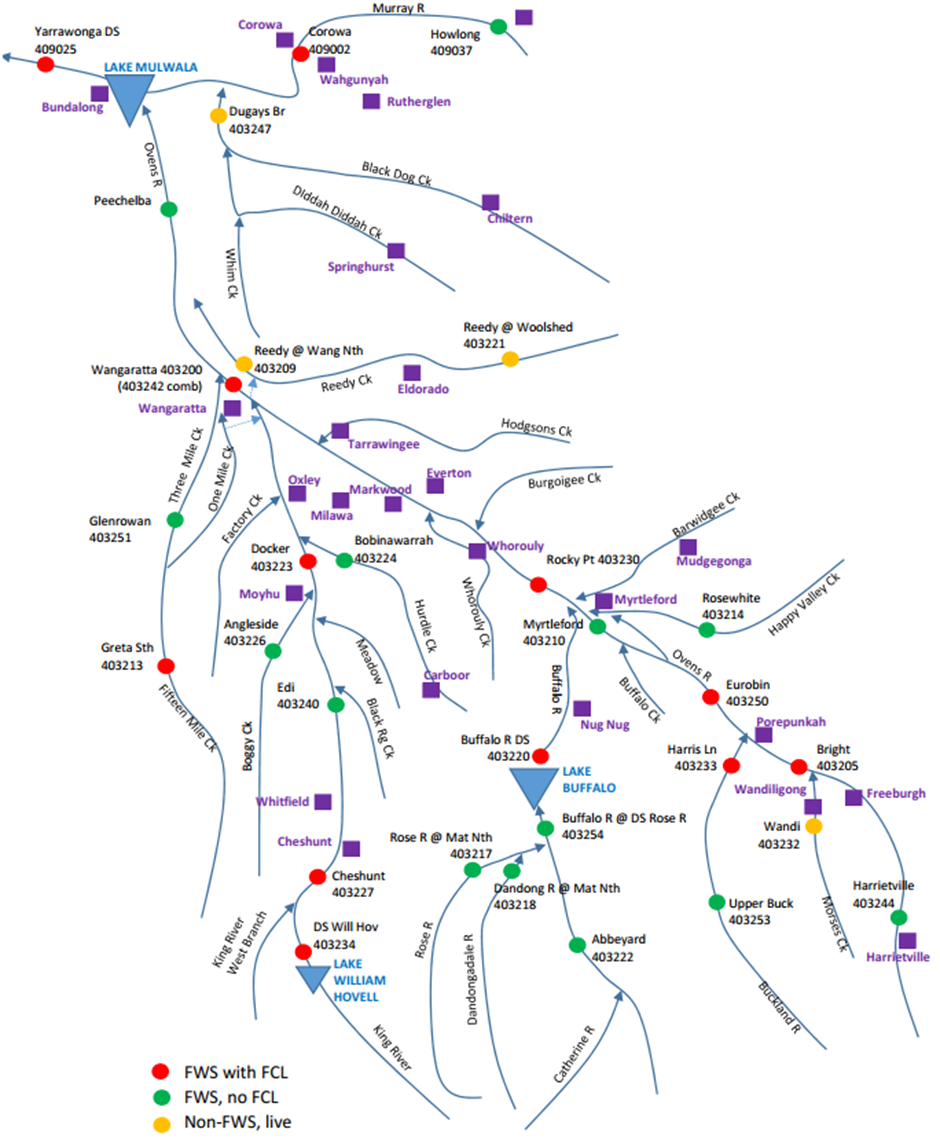 Murray R
Yarrawonga DS
409025
Corowa
Corowa
409002
Howlong
409037
LAKE MULWALA
Wahgunyah
Bundalong
Rutherglen
Dugays Br
403247
Ovens R
Black Dog Ck
Peechelba
DIddah Diddah Ck
Chiltern
Springhurst
Whim Ck
Reedy @ Woolshed
403221
Reedy @ Wang Nth
403209
Wangaratta 403200
(403242 comb)
Reedy Ck
Eldorado
Wangaratta
Hodgsons Ck
Tarrawingee
Three Mile Ck
One Mile Ck
Everton
Burgoigee Ck
Oxley
Markwood
Milawa
Factory Ck
Barwidgee Ck
Glenrowan
403251
Bobinawarrah
403224
Docker
403223
Whorouly
Rocky Pt 403230
Mudgegonga
Moyhu
Whorouly Ck
Myrtleford
Rosewhite
403214
Happy Valley Ck
Hurdle Ck
Angleside
403226
Myrtleford
403210
Greta Sth
403213
Meadow
Ovens R
Carboor
Edi
403240
Buffalo R
Buffalo Ck
Eurobin
403250
Fifteen Mile Ck
Boggy Ck
Black Rg Ck
Nug Nug
Porepunkah
Buffalo R DS
403220
Harris Ln
403233
Bright
403205
LAKE
BUFFALO
Whitfield
Wandiligong
Freeburgh
Buffalo R @ DS Rose R
403254
Wandi
403232
Cheshunt
Rose R @ Mat Nth
403217
Cheshunt
403227
Dandong R @ Mat Nth
403218
Harrietville
403244
Upper Buck
403253
King River
West Branch
DS Will Hov
403234
Rose R
Dandongadale R
Abbeyard
403222
Morses Ck
Harrietville
LAKE
WILLIAM
HOVELL
Buckland R
King River
Catherine R
FWS with FCL
FWS, no FCL
Non-FWS, live